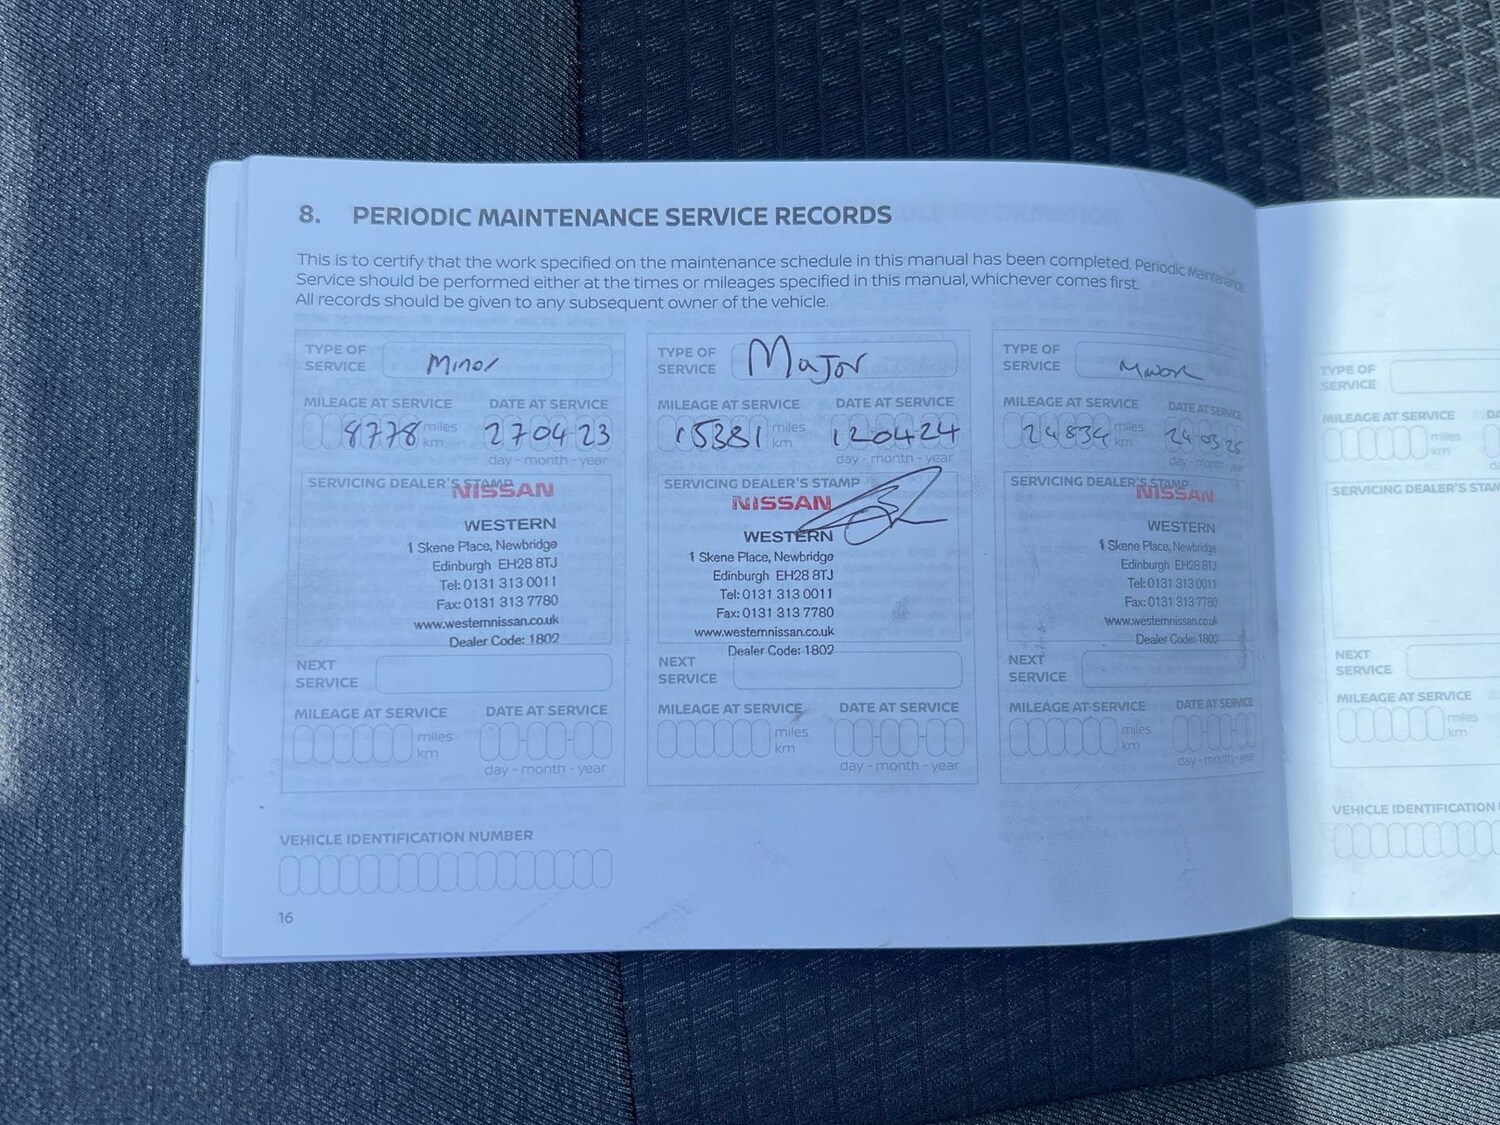 8. PERIODIC MAINTENANCE SERVICE RECORDS
This is to certify that the work specified on the maintenance schedule in this manual has been completed. Periodic Maintenance
Service should be performed either at the times or mileages specified in this manual, whichever comes first.
All records should be given to any subsequent owner of the vehicle.
TYPE OF
SERVICE
Minor
MILEAGE AT SERVICE
DATE AT SERVICE
8778
miles
km
27 04 23
day - month - year
SERVICING DEALER'S STAMP
NISSAN
WESTERN
1 Skene Place, Newbridge
Edinburgh EH28 8TJ
Tel: 0131 313 0011
Fax: 0131 313 7780
www.westernnissan.co.uk
Dealer Code: 1802
NEXT
SERVICE
MILEAGE AT SERVICE
DATE AT SERVICE
miles
km
day - month - year
TYPE OF
SERVICE
Major
MILEAGE AT SERVICE
DATE AT SERVICE
15381
miles
km
12 04 24
day - month - year
SERVICING DEALER'S STAMP
NISSAN
WESTERN
1 Skene Place, Newbridge
Edinburgh EH28 8TJ
Tel: 0131 313 0011
Fax: 0131 313 7780
www.westernnissan.co.uk
Dealer Code: 1802
NEXT
SERVICE
MILEAGE AT SERVICE
DATE AT SERVICE
miles
km
day - month - year
TYPE OF
SERVICE
MILEAGE AT SERVICE
DATE AT SERVICE
24834
miles
km
24 03 25
day - month - year
SERVICING DEALER'S STAMP
NISSAN
WESTERN
1 Skene Place, Newbridge
Edinburgh EH28 8TJ
Tel: 0131 313 0011
Fax: 0131 313 7780
www.westernnissan.co.uk
Dealer Code: 1802
NEXT
SERVICE
MILEAGE AT SERVICE
DATE AT SERVICE
miles
km
day - month - year
VEHICLE IDENTIFICATION NUMBER
16
TYPE OF
SERVICE
MILEAGE AT SERVICE
miles
km
SERVICING DEALER'S STAM
NEXT
SERVICE
MILEAGE AT SERVICE
miles
km
VEHICLE IDENTIFICATION